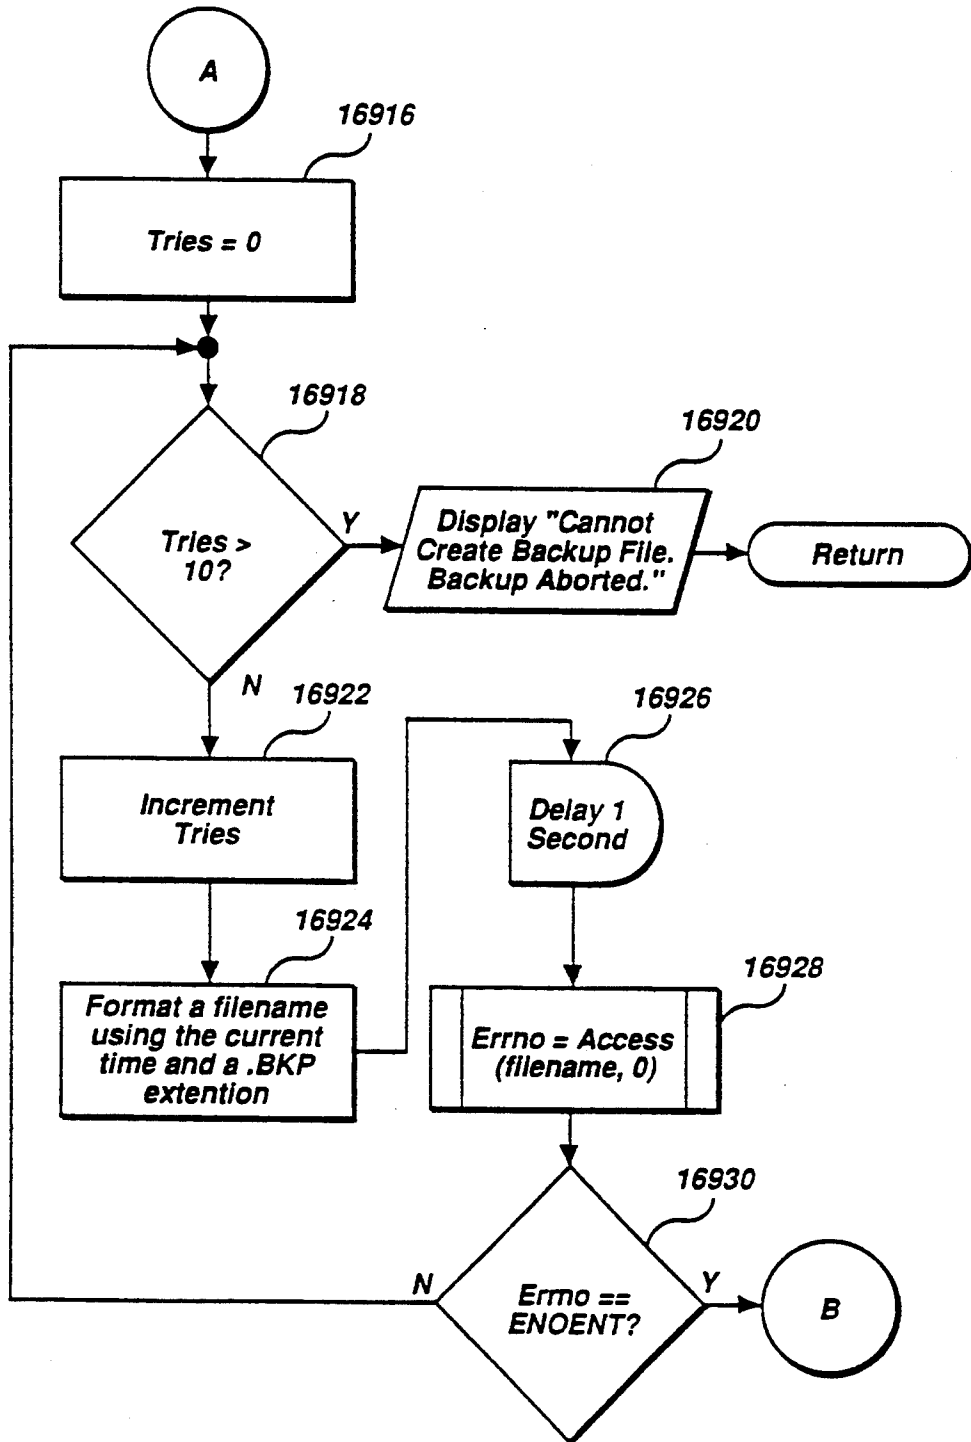 A
16916
Tries = 0
16918
Tries >
10?
Y
N
16920
Display "Cannot
Create Backup File.
Backup Aborted."
Return
16922
Increment
Tries
16924
Format a filename
using the current
time and a .BKP
extention
16926
Delay 1
Second
16928
Errno = Access
(filename, 0)
16930
Errno ==
ENOENT?
N
Y
B